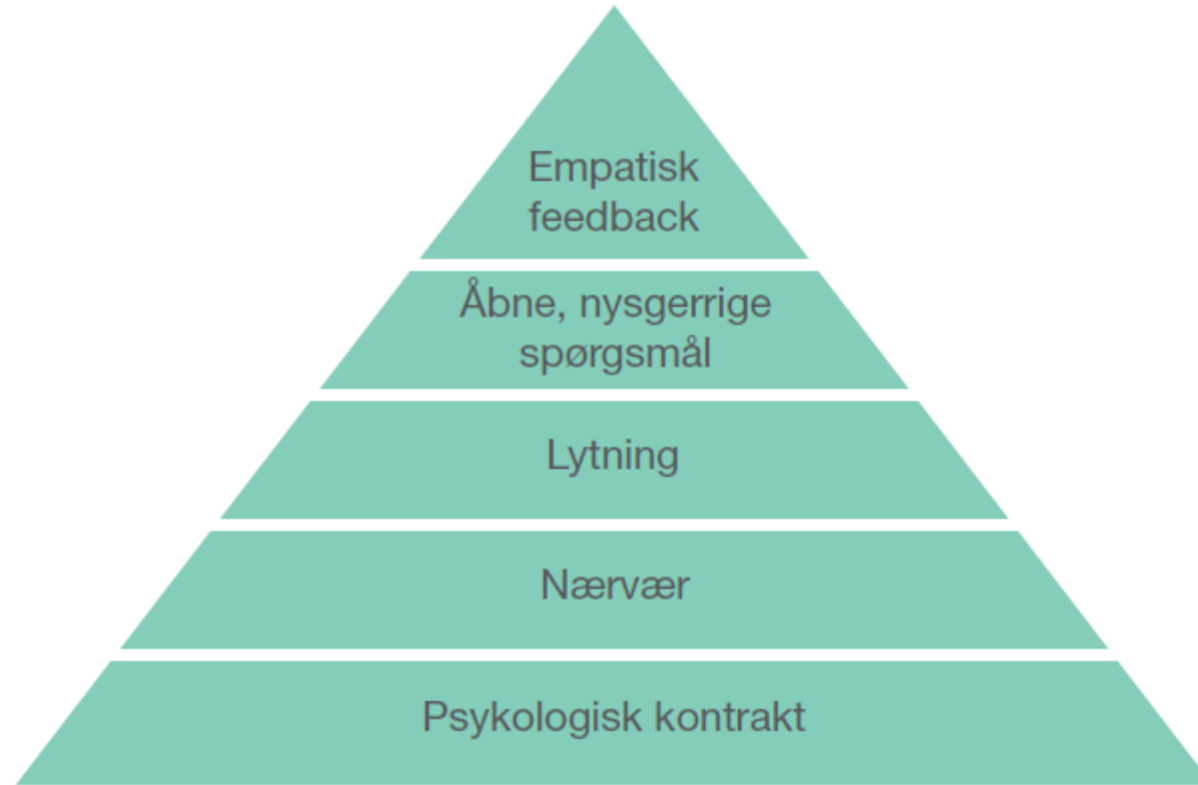 Empatisk
feedback
Åbne, nysgerrige
spørgsmål
Lytning
Nærvær
Psykologisk kontrakt